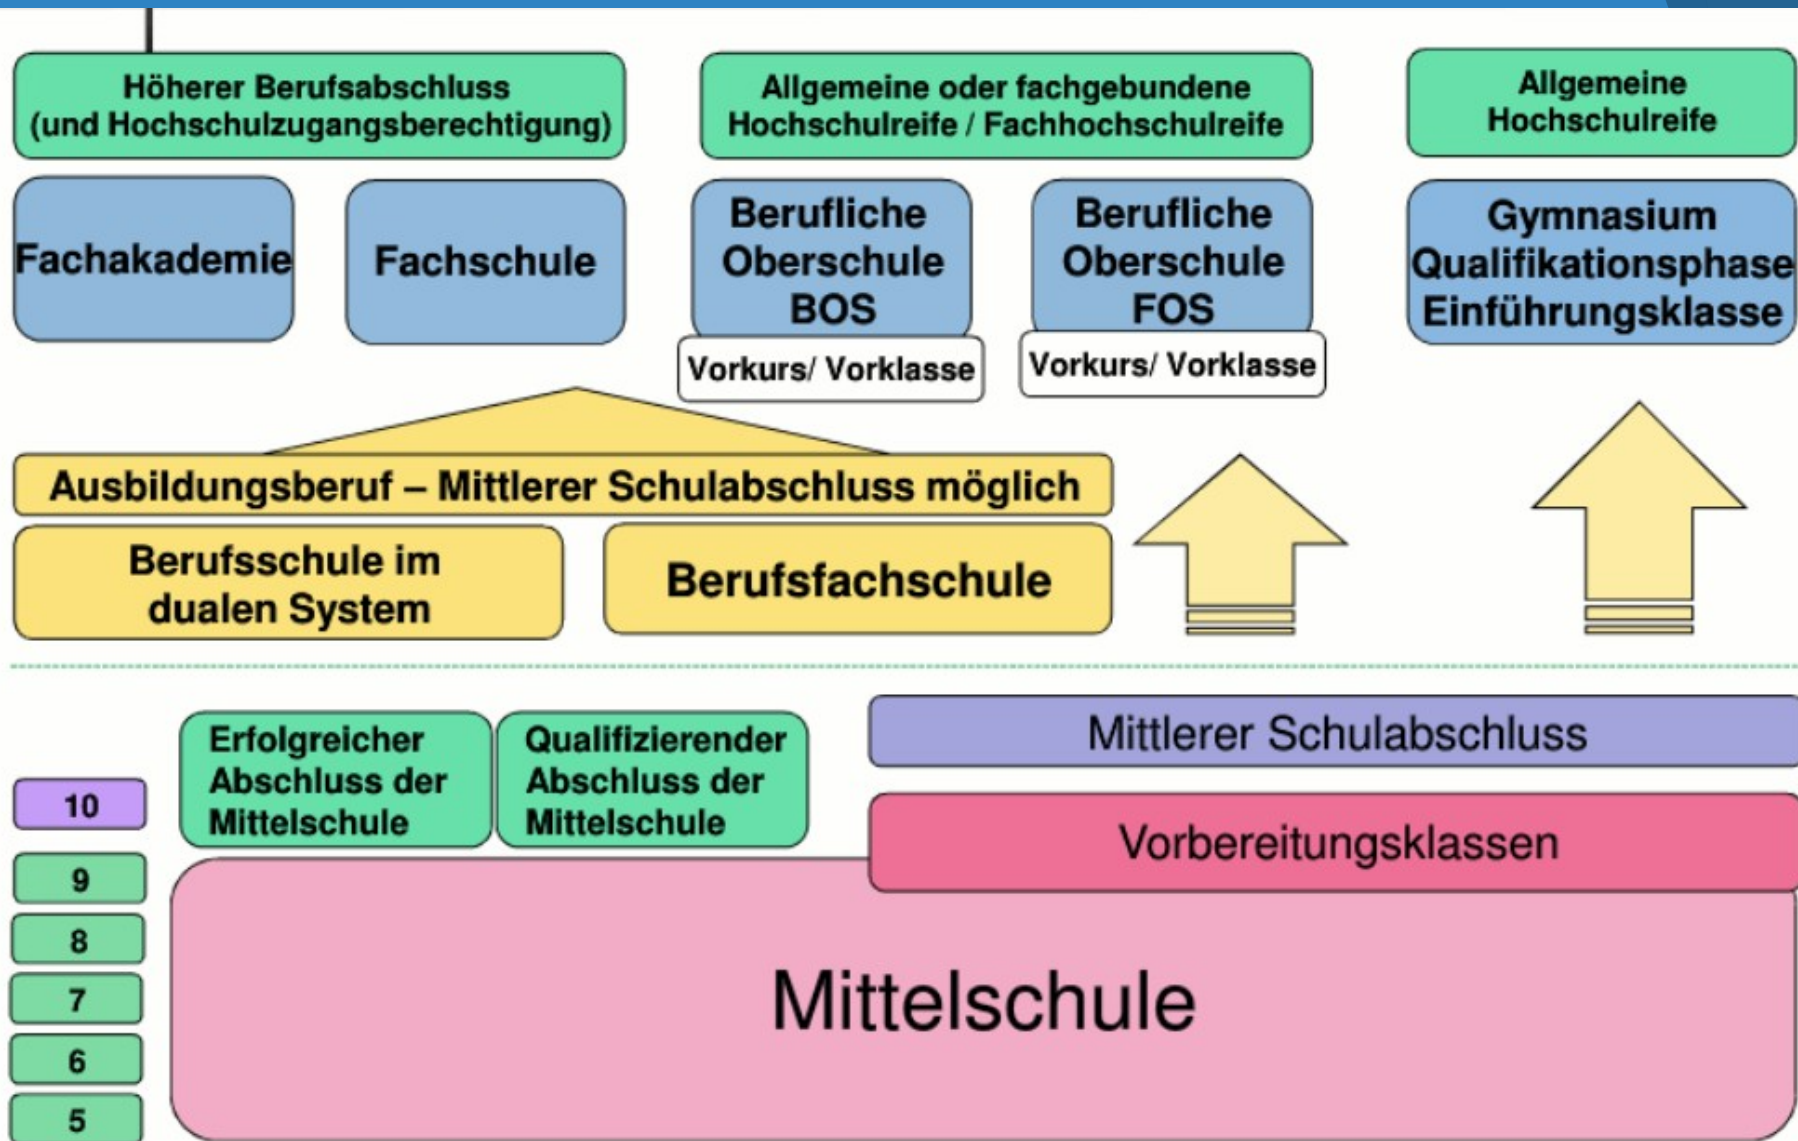 Höherer Berufsabschluss
(und Hochschulzugangsberechtigung)
Allgemeine oder fachgebundene
Hochschulreife / Fachhochschulreife
Allgemeine
Hochschulreife
Fachakademie
Fachschule
Berufliche
Oberschule
BOS
Vorkurs/ Vorklasse
Berufliche
Oberschule
FOS
Vorkurs/ Vorklasse
Gymnasium
Qualifikationsphase
Einführungsklasse
Ausbildungsberuf – Mittlerer Schulabschluss möglich
Berufsschule im
dualen System
Berufsfachschule
Erfolgreicher
Abschluss der
Mittelschule
Qualifizierender
Abschluss der
Mittelschule
Mittlerer Schulabschluss
Vorbereitungsklassen
Mittelschule
10
9
8
7
6
5